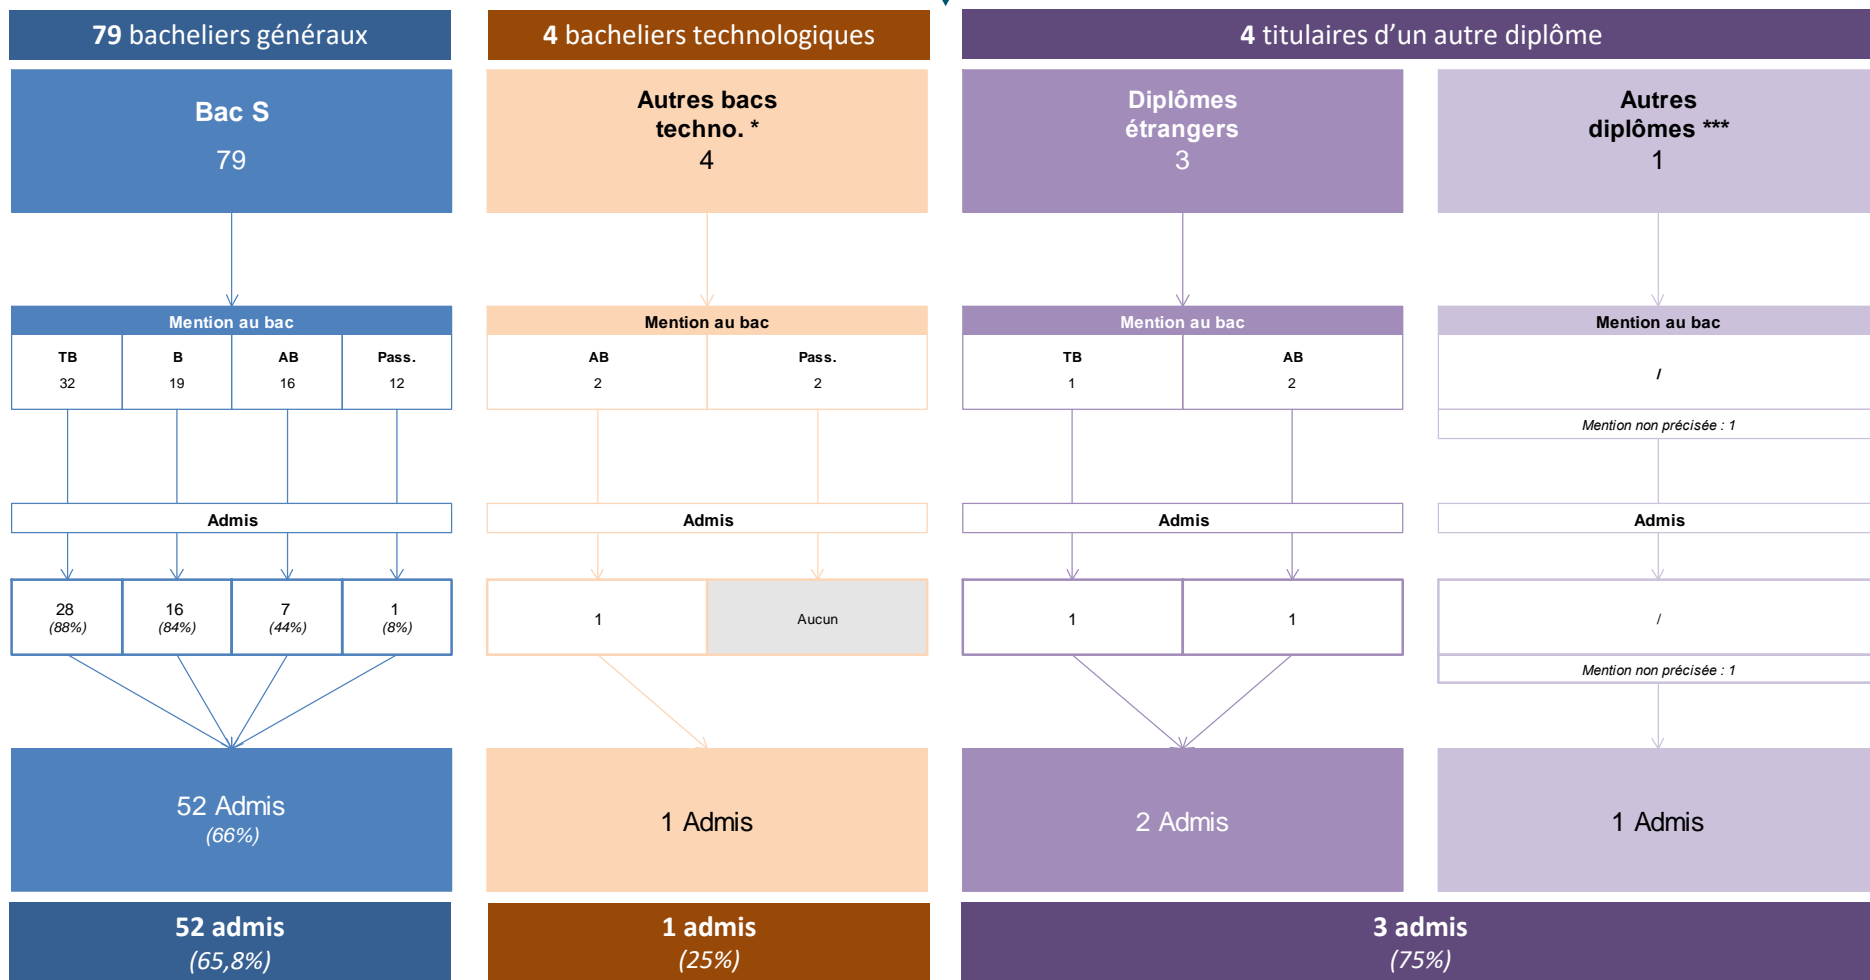 79 bacheliers généraux
4 bacheliers technologiques
4 titulaires d'un autre diplôme
Bac S
79
Autres bacs
techno. *
4
Diplômes
étrangers
3
Autres
diplômes ***
1
Mention au bac
TB
B
AB
Pass.
32
19
16
12
Mention au bac
AB
Pass.
2
2
Mention au bac
TB
AB
1
2
Mention au bac
/
Mention non précisée : 1
Admis
Admis
Admis
Admis
28
(88%)
16
(84%)
7
(44%)
1
(8%)
1
Aucun
1
1
/
Mention non précisée : 1
52 Admis
(66%)
1 Admis
2 Admis
1 Admis
52 admis
(65,8%)
1 admis
(25%)
3 admis
(75%)